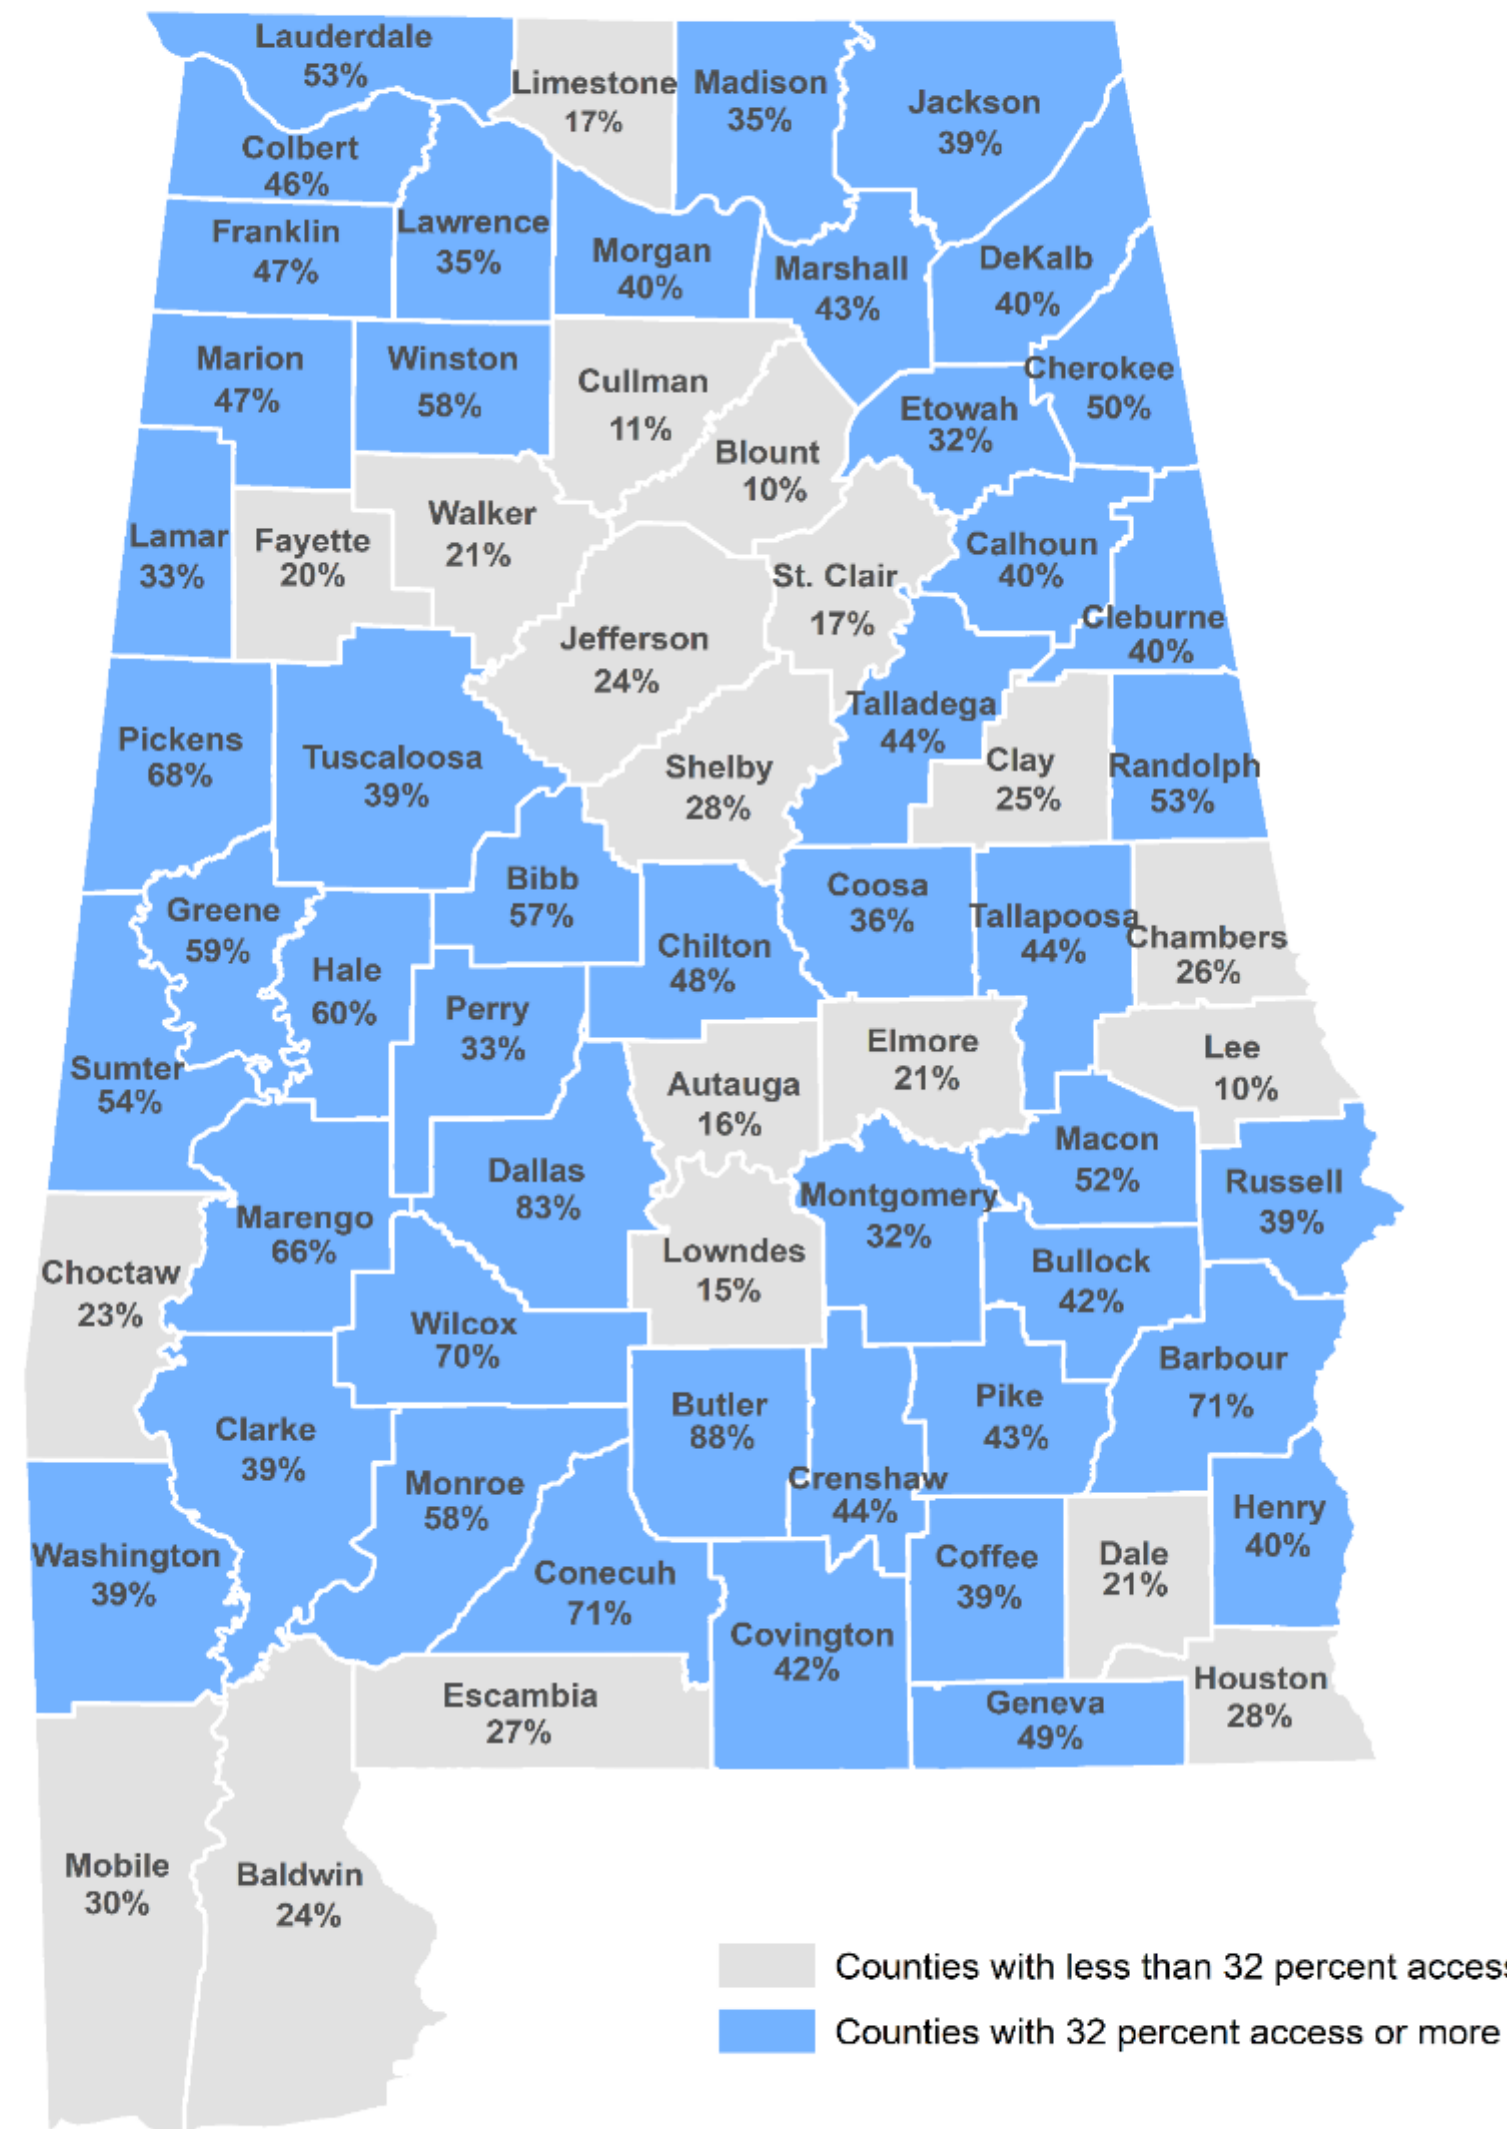 Lauderdale
53%
Limestone
17%
Madison
35%
Jackson
39%
Colbert
46%
Franklin
47%
Lawrence
35%
Morgan
40%
Marshall
43%
DeKalb
40%
Marion
47%
Winston
58%
Cullman
11%
Cherokee
50%
Etowah
32%
Blount
10%
Lamar
33%
Fayette
20%
Walker
21%
Calhoun
40%
St. Clair
17%
Cleburne
40%
Jefferson
24%
Talladega
44%
Pickens
68%
Tuscaloosa
39%
Shelby
28%
Clay
25%
Randolph
53%
Bibb
57%
Coosa
36%
Greene
59%
Tallapoosa
44%
Chambers
26%
Chilton
48%
Hale
60%
Perry
33%
Elmore
21%
Lee
10%
Sumter
54%
Autauga
16%
Macon
52%
Dallas
83%
Montgomery
32%
Russell
39%
Marengo
66%
Lowndes
15%
Bullock
42%
Choctaw
23%
Wilcox
70%
Barbour
71%
Butler
88%
Pike
43%
Clarke
39%
Monroe
58%
Crenshaw
44%
Henry
40%
Washington
39%
Conecuh
71%
Coffee
39%
Dale
21%
Covington
42%
Escambia
27%
Geneva
49%
Houston
28%
Mobile
30%
Baldwin
24%
Counties with less than 32 percent access
Counties with 32 percent access or more